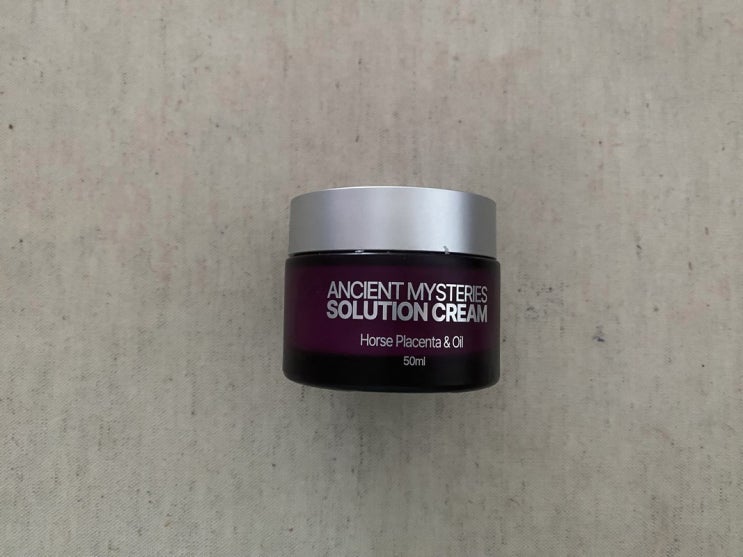 ANCIENT MYSTERIES
SOLUTION CREAM
Horse Placenta & Oil
50ml